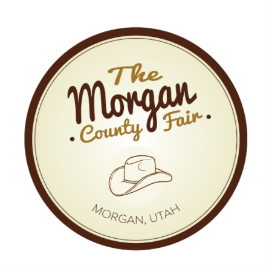 The
Morgan
· County Fair ·
MORGAN, UTAH